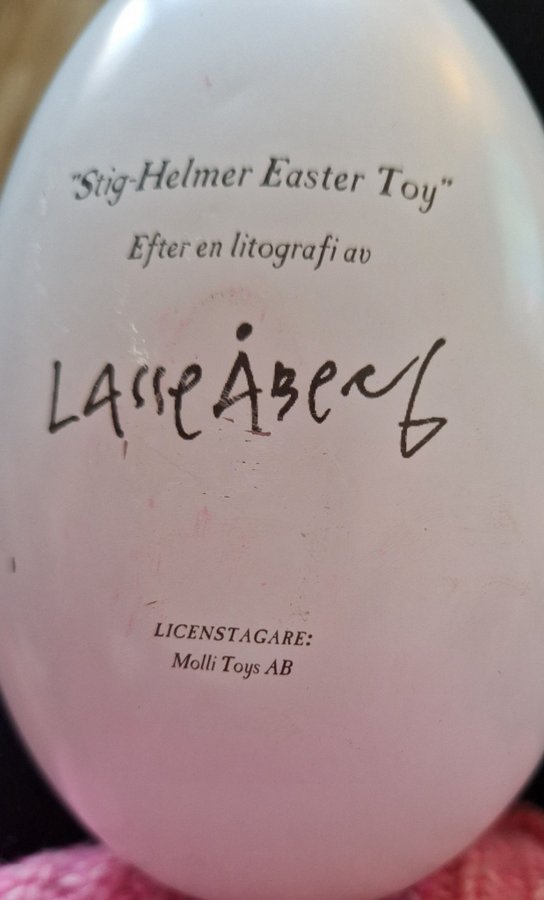 "Stig-Helmer Easter Toy"
Efter en litografi av
LASSE ÅBERG
LICENSTAGARE:
Molli Toys AB